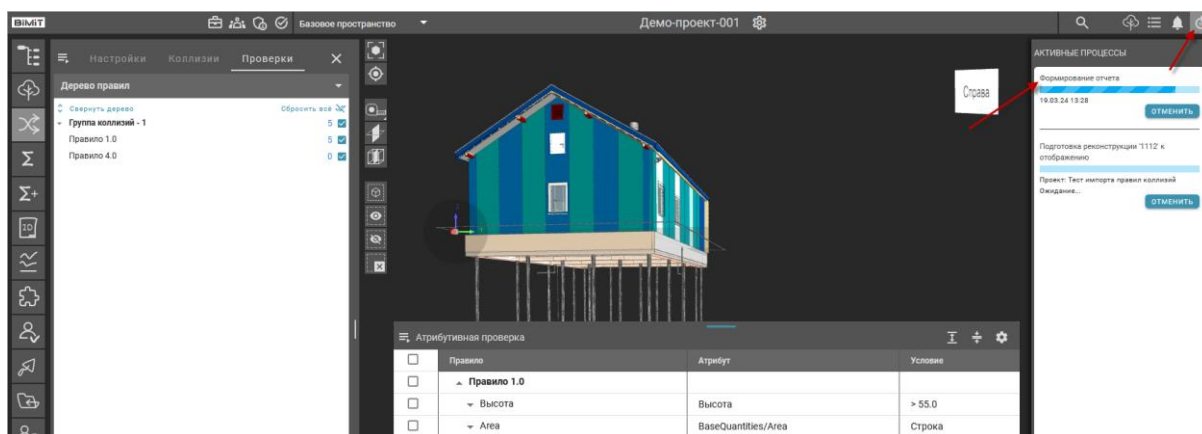 BIMiT
Базовое пространство
Демо-проект-001
Настройки Коллизии Проверки
Дерево правил
Свернуть дерево Сбросить всё
Группа коллизий - 1 5
Правило 1.0 5
Правило 4.0 0
Справа
АКТИВНЫЕ ПРОЦЕССЫ
Формирование отчета
19.03.24 13:28
ОТМЕНИТЬ
Подготовка реконструкции '1112' к
отображению
Проект: Тест импорта правил коллизий
Ожидание...
ОТМЕНИТЬ
Атрибутивная проверка
Правило Атрибут Условие
Правило 1.0
Высота Высота > 55.0
Area BaseQuantities/Area Строка